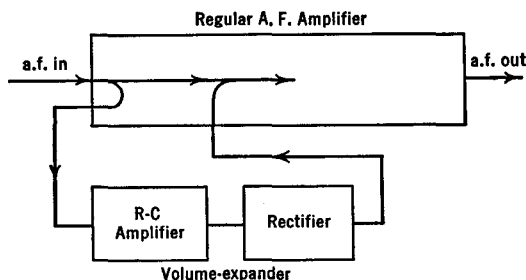 Regular A. F. Amplifier
a.f. in
a.f. out
R-C
Amplifier
Rectifier
Volume-expander